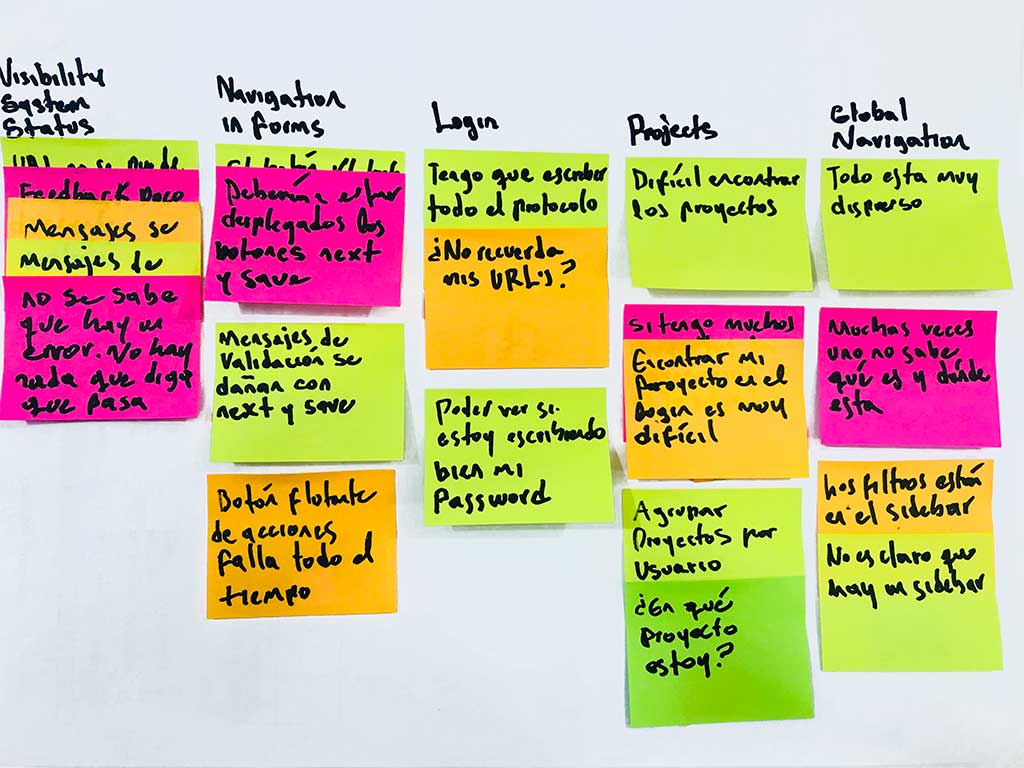 Visibility
System
Status
URL no se puede
Feedback poco
Mensajes se
Mensajes de
no se sabe
que hay un
error. No hay
nada que diga
que pasa
Navigation
in Forms
Deberían estar
desplegados los
botones next
y save
Mensajes de
Validación se
dañan con
next y save
Botón flotante
de acciones
falla todo el
tiempo
Login
Tengo que escribir
todo el protocolo
¿No recuerda
mis URL's?
Poder ver si
estoy escribiendo
bien mi
Password
Projects
Difícil encontrar
los proyectos
si tengo muchos
Encontrar mi
proyecto en el
Login es muy
difícil
Agrupar
Proyectos por
Usuario
¿En qué
proyecto
estoy?
Global
Navigation
Todo esta muy
disperso
Muchas veces
uno no sabe
qué es y dónde
esta
Los filtros están
en el sidebar
No es claro que
hay un sidebar